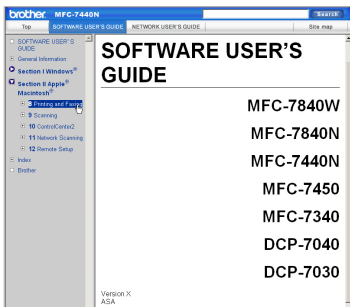 brother MFC-7440N
Search
Top SOFTWARE USER'S GUIDE NETWORK USER'S GUIDE Site map
SOFTWARE USER'S
GUIDE
General Information
Section I Windows®
Section II Apple®
Macintosh®
8 Printing and Faxing
9 Scanning
10 ControlCenter2
11 Network Scanning
12 Remote Setup
Index
Brother
SOFTWARE USER'S
GUIDE
MFC-7840W
MFC-7840N
MFC-7440N
MFC-7450
MFC-7340
DCP-7040
DCP-7030
Version X
ASA